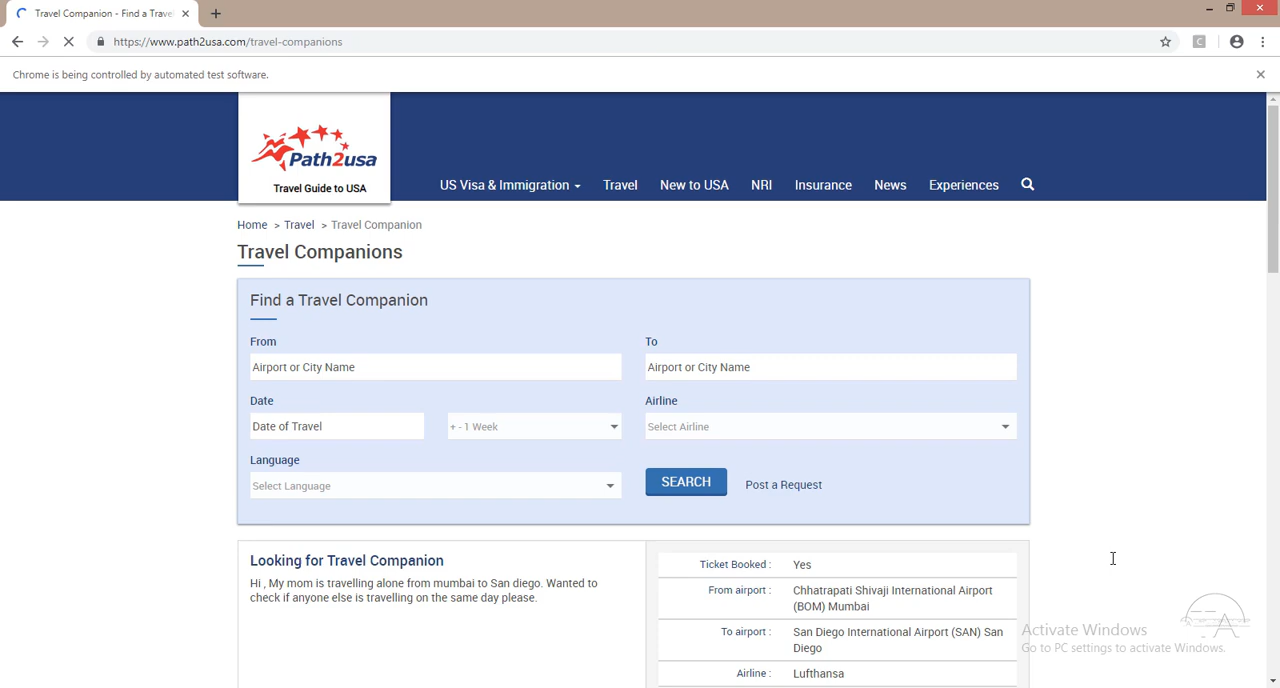 Travel Companion - Find a Trave
https://www.path2usa.com/travel-companions
C
Chrome is being controlled by automated test software.
Path2usa
Travel Guide to USA
US Visa & Immigration Travel New to USA NRI Insurance News Experiences
Home > Travel > Travel Companion
Travel Companions
Find a Travel Companion
From To
Airport or City Name Airport or City Name
Date Airline
Date of Travel + - 1 Week Select Airline
Language
Select Language SEARCH Post a Request
Looking for Travel Companion
Hi , My mom is travelling alone from mumbai to San diego. Wanted to
check if anyone else is travelling on the same day please.
Ticket Booked : Yes
From airport : Chhatrapati Shivaji International Airport
(BOM) Mumbai
To airport : San Diego International Airport (SAN) San
Diego
Airline : Lufthansa
Activate Windows
Go to PC settings to activate Windows.